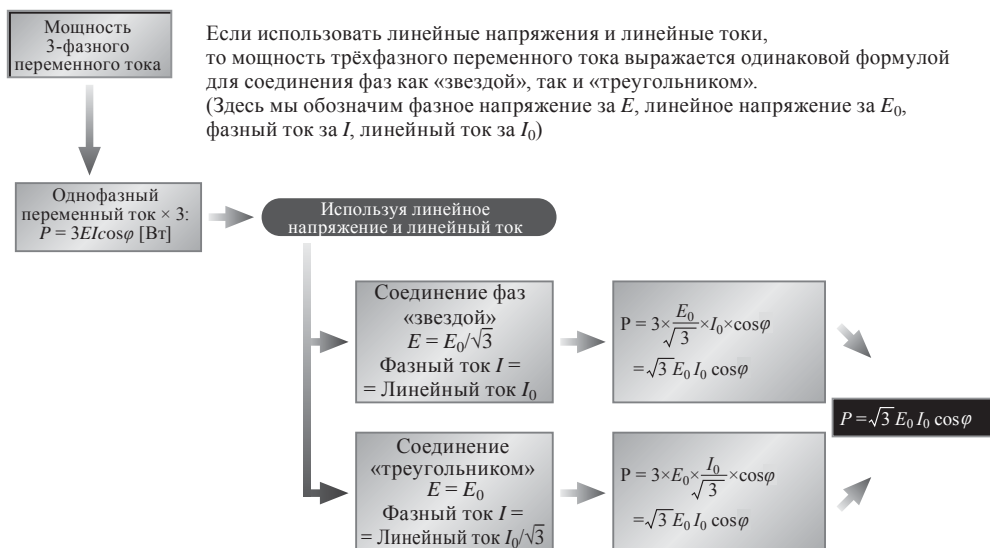 Мощность
3-фазного
переменного тока
Если использовать линейные напряжения и линейные токи,
то мощность трёхфазного переменного тока выражается одинаковой формулой
для соединения фаз как «звездой», так и «треугольником».
(Здесь мы обозначим фазное напряжение за E, линейное напряжение за E₀,
фазный ток за I, линейный ток за I₀)
Однофазный
переменный ток × 3:
P = 3EIcosφ [Вт]
Используя линейное
напряжение и линейный ток
Соединение фаз
«звездой»
E = E₀/√3
Фазный ток I =
= Линейный ток I₀
P = 3×E₀/√3×I₀×cosφ
=√3 E₀ I₀ cosφ
Соединение
«треугольником»
E = E₀
Фазный ток I =
= Линейный ток I₀/√3
P = 3×E₀×I₀/√3×cosφ
=√3 E₀ I₀ cosφ
P =√3 E₀ I₀ cosφ